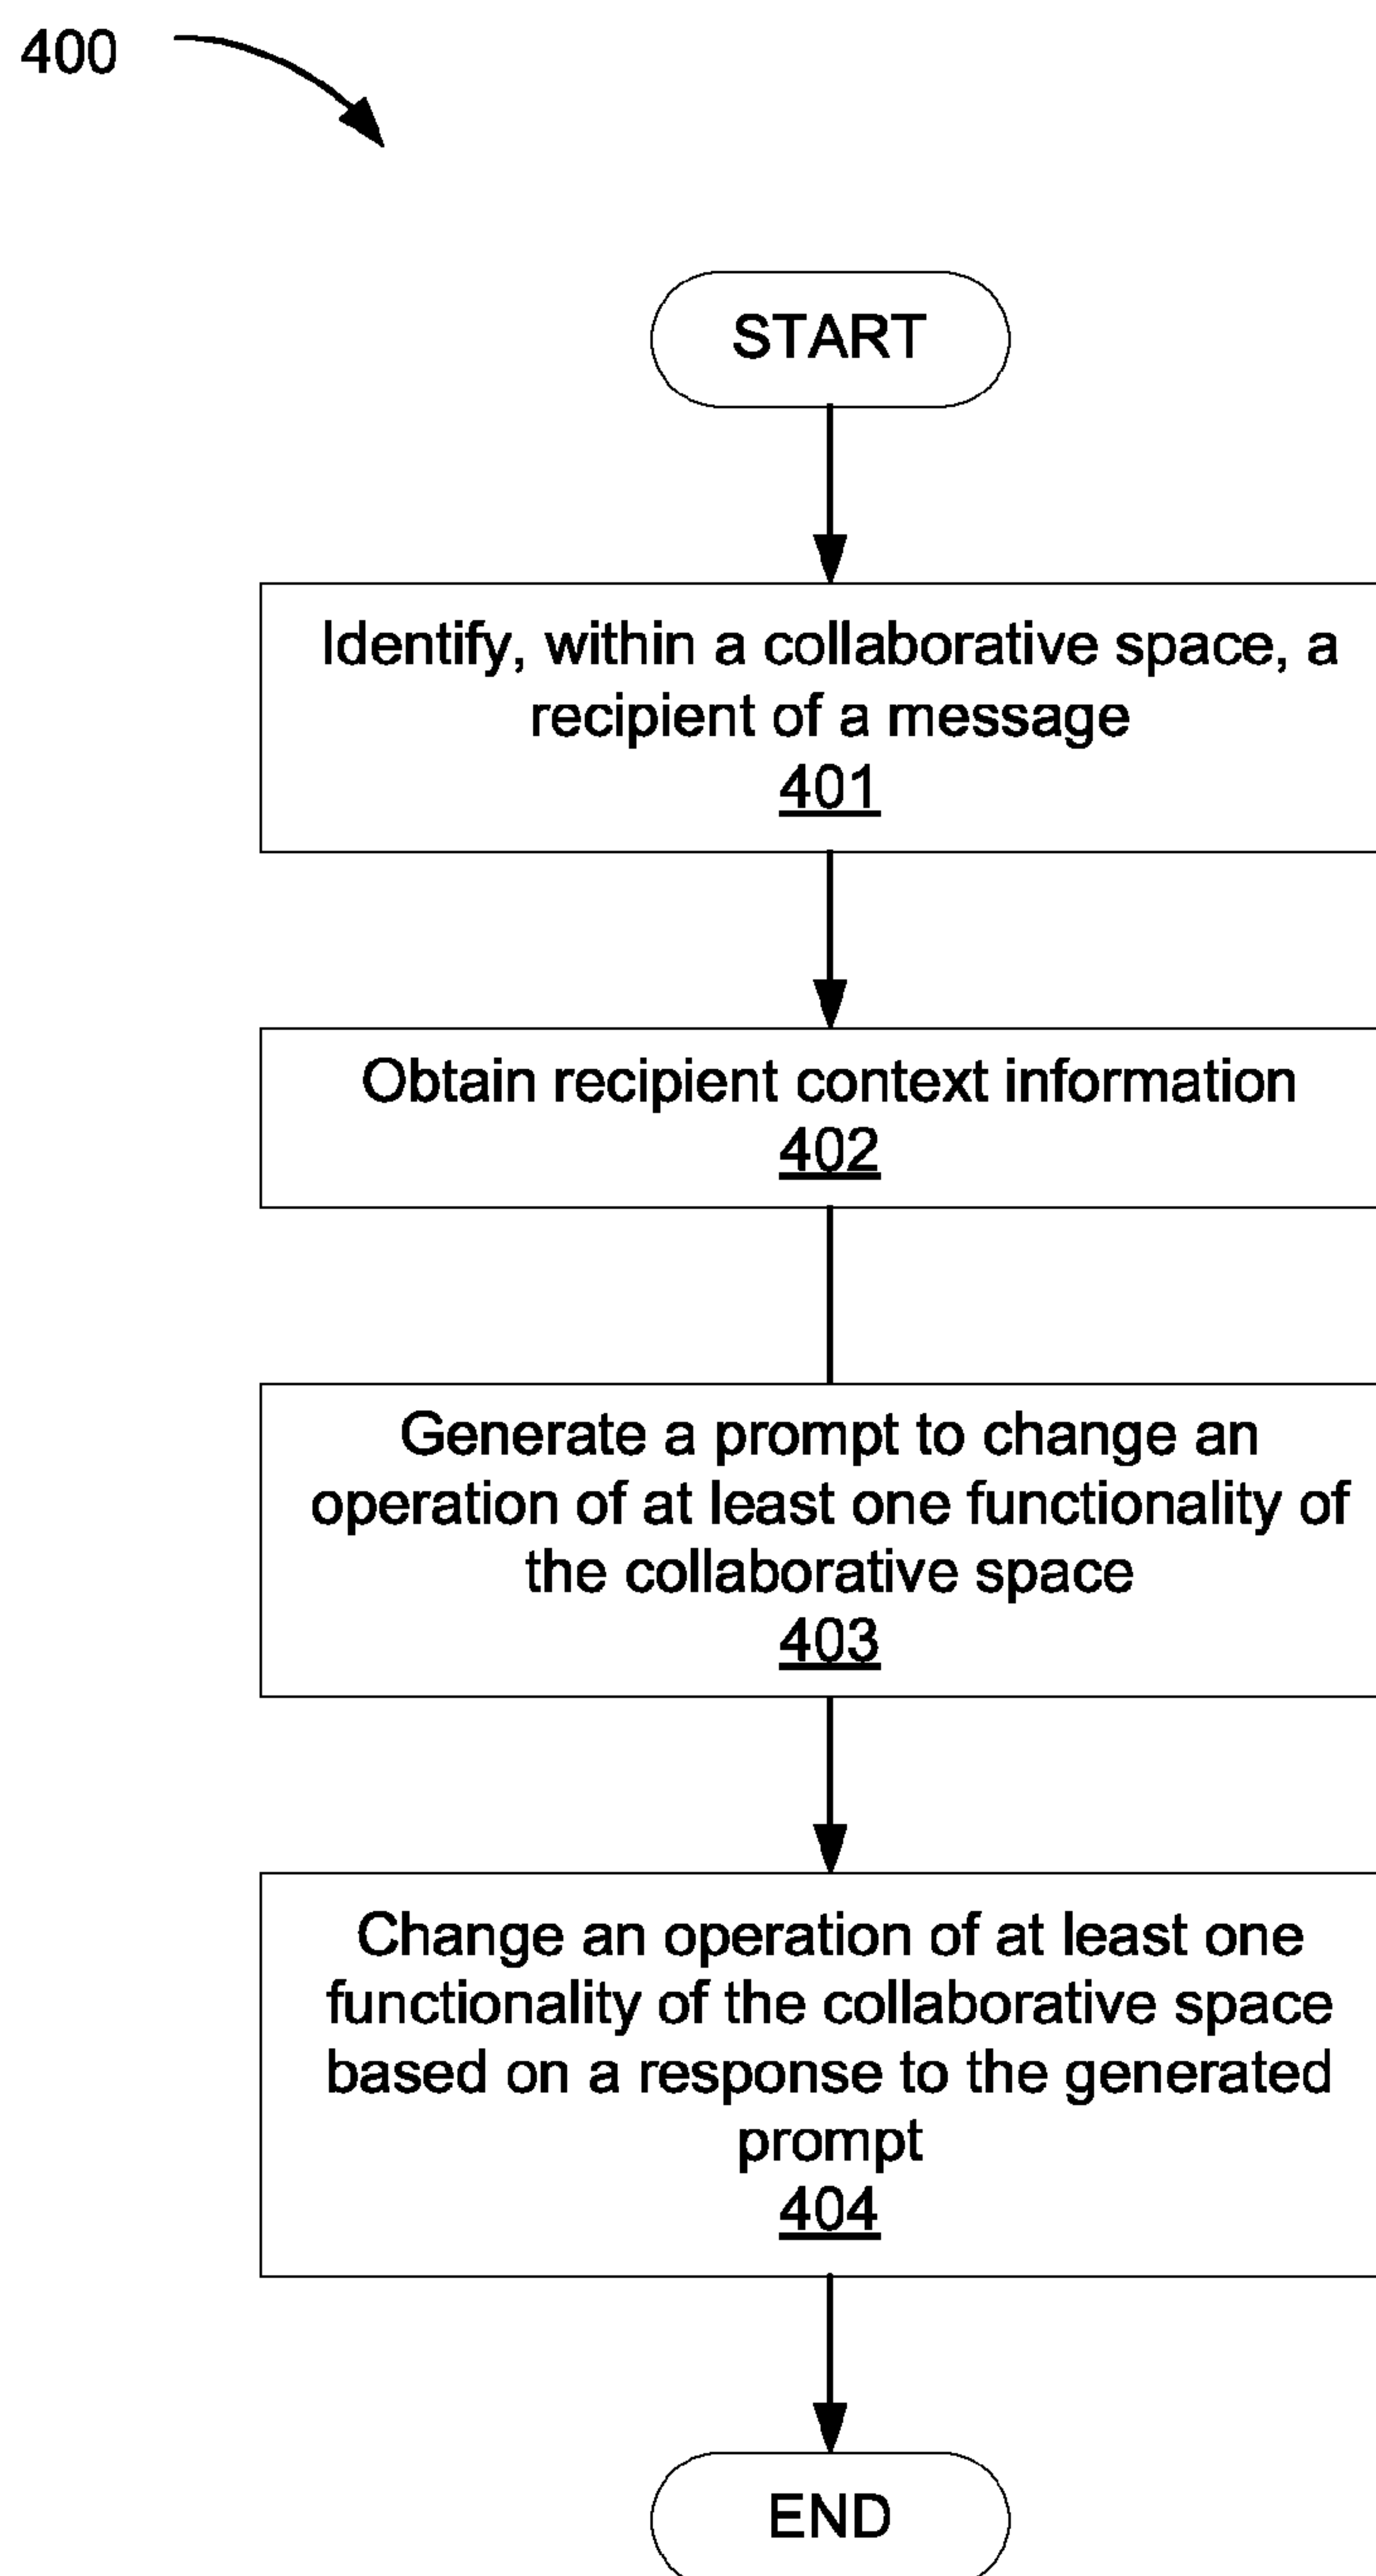 400
START
Identify, within a collaborative space, a
recipient of a message
401
Obtain recipient context information
402
Generate a prompt to change an
operation of at least one functionality of
the collaborative space
403
Change an operation of at least one
functionality of the collaborative space
based on a response to the generated
prompt
404
END